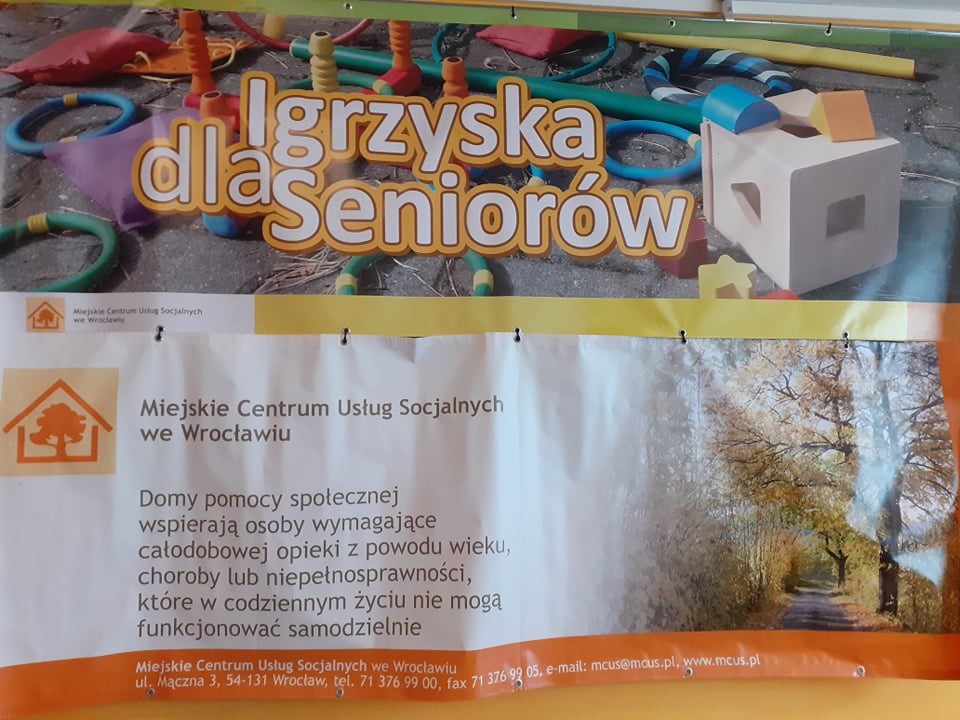 Igrzyska
dla Seniorów
Miejskie Centrum Usług Socjalnych
we Wrocławiu
Miejskie Centrum Usług Socjalnych
we Wrocławiu
Domy pomocy społecznej
wspierają osoby wymagające
całodobowej opieki z powodu wieku,
choroby lub niepełnosprawności,
które w codziennym życiu nie mogą
funkcjonować samodzielnie
Miejskie Centrum Usług Socjalnych we Wrocławiu
ul. Mączna 3, 54-131 Wrocław, tel. 71 376 99 00, fax 71 376 99 05, e-mail: mcus@mcus.pl, www.mcus.pl